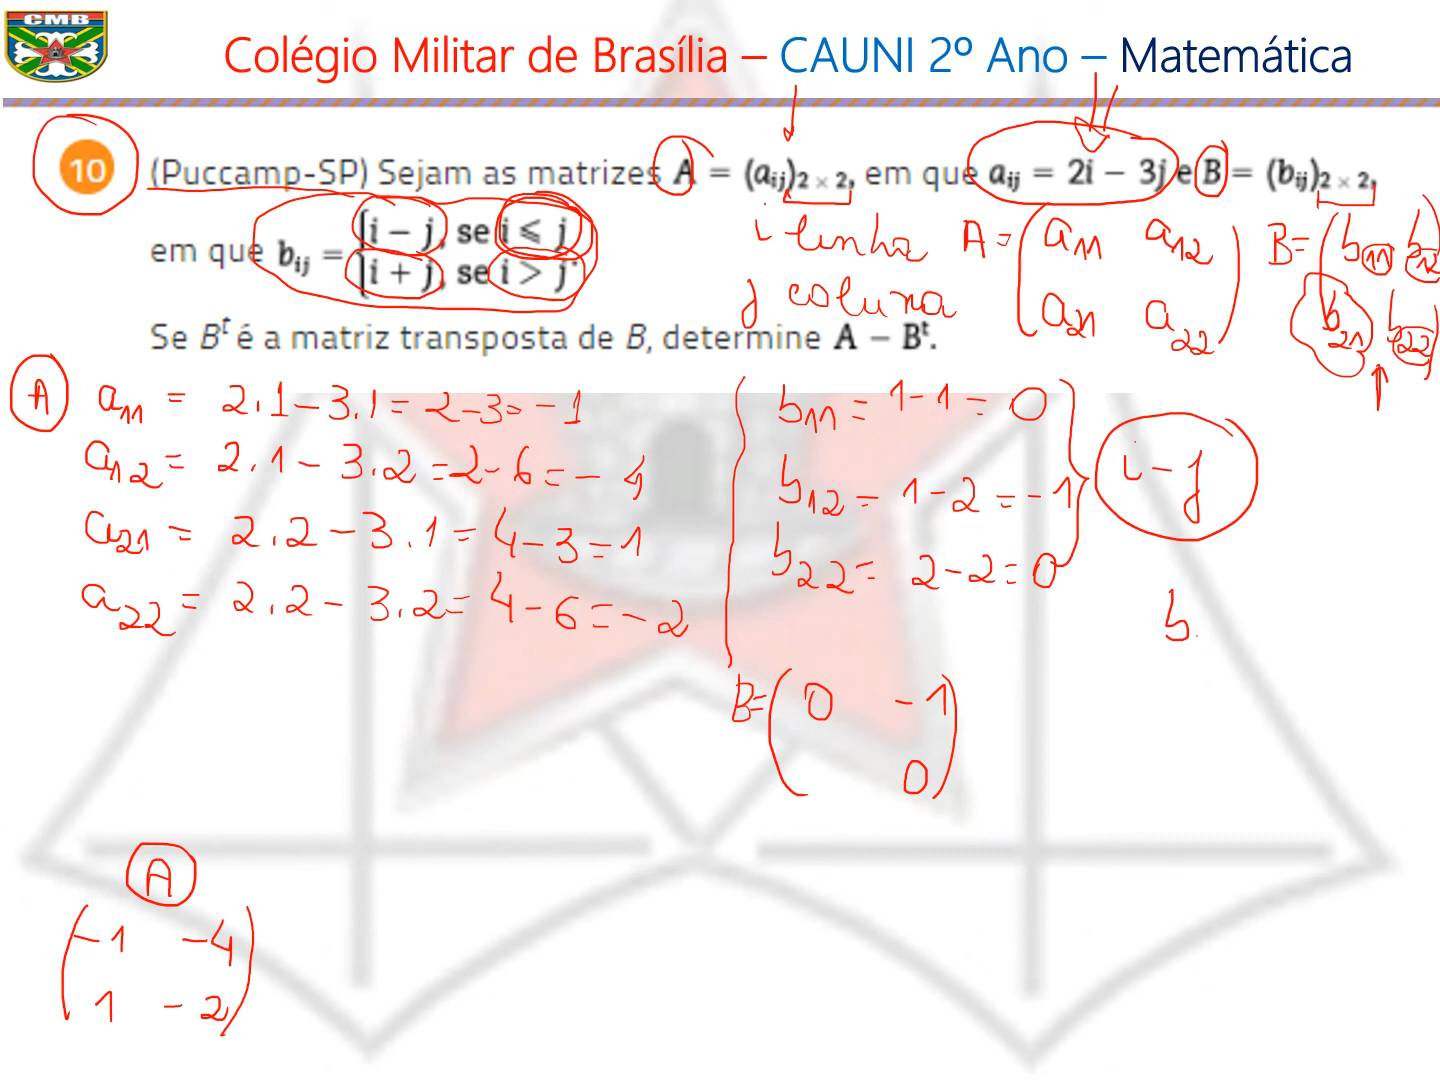 CMB
Colégio Militar de Brasília – CAUNI 2º Ano – Matemática
10 (Puccamp-SP) Sejam as matrizes A = (aij)2 × 2, em que aij = 2i − 3j e B = (bij)2 × 2,
em que bij = { i − j, se i ⩽ j
i + j, se i > j .
Se Bᵗ é a matriz transposta de B, determine A − Bᵗ.
i linha
j coluna
A = ( a11 a12
a21 a22 )
B = ( b11 b12
b21 b22 )
A
a11 = 2.1 − 3.1 = 2 − 3 = −1
a12 = 2.1 − 3.2 = 2 − 6 = −4
a21 = 2.2 − 3.1 = 4 − 3 = 1
a22 = 2.2 − 3.2 = 4 − 6 = −2
b11 = 1 − 1 = 0
b12 = 1 − 2 = −1
b22 = 2 − 2 = 0
i − j
b
B = ( 0 −1
0 )
A
( −1 −4
1 −2 )